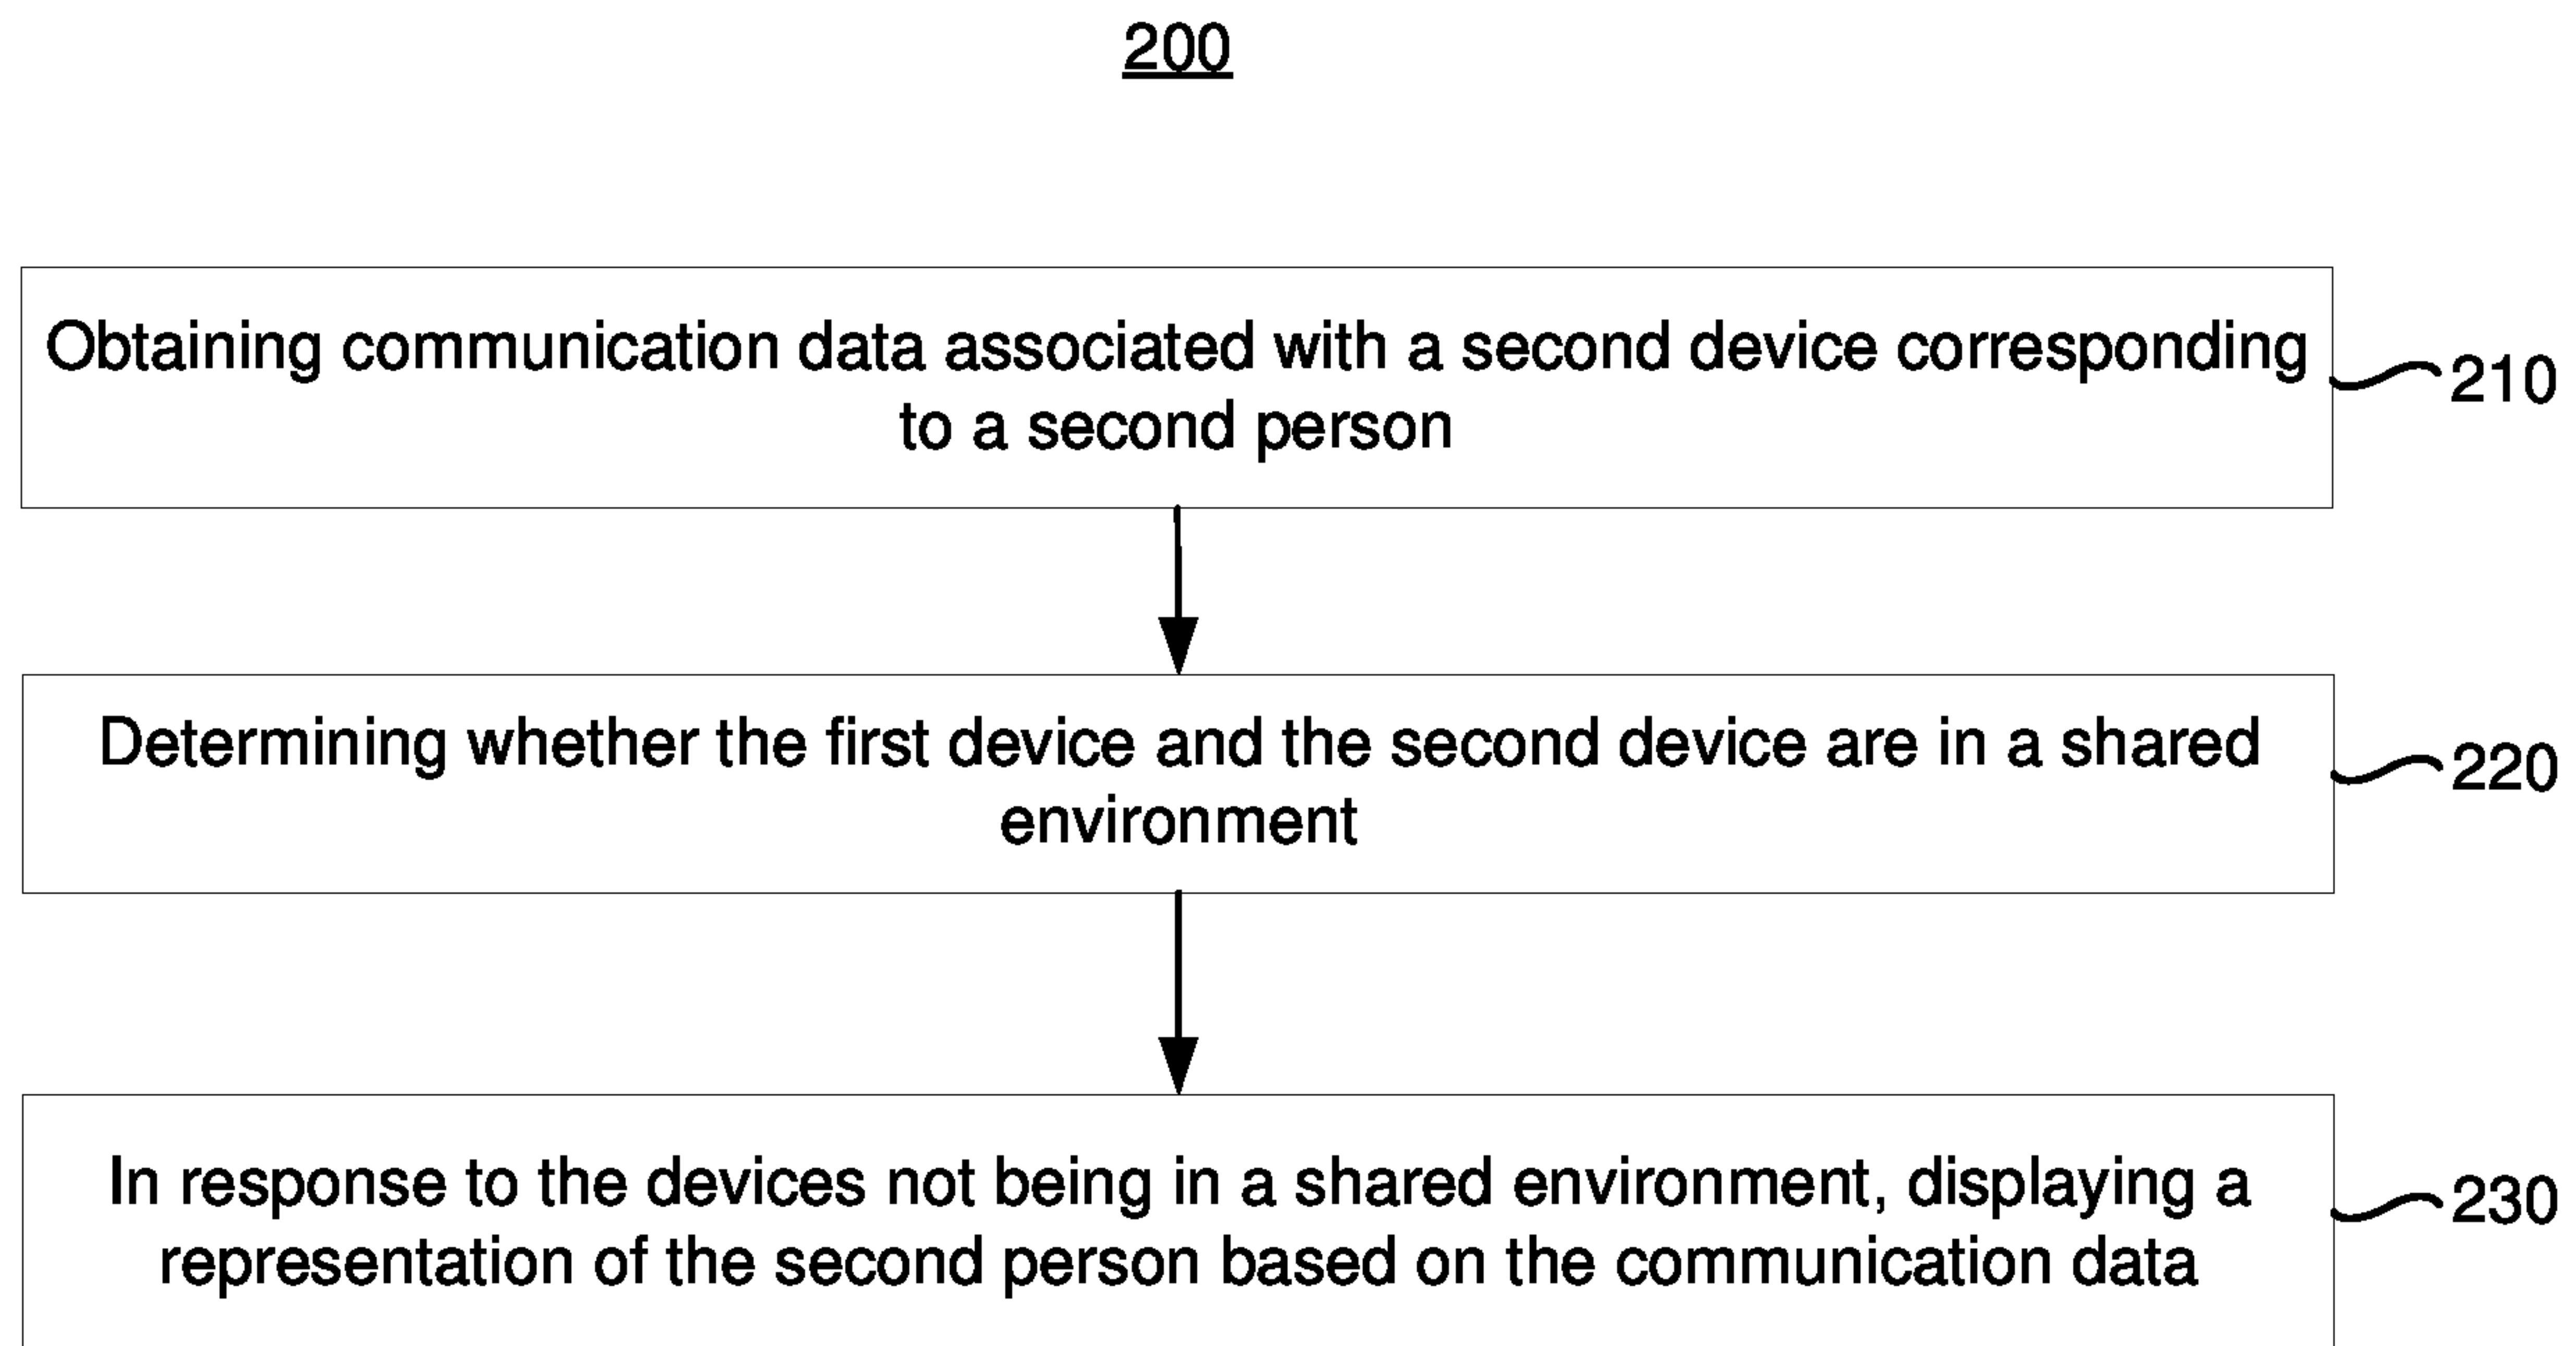 200
Obtaining communication data associated with a second device corresponding
to a second person
210
Determining whether the first device and the second device are in a shared
environment
220
In response to the devices not being in a shared environment, displaying a
representation of the second person based on the communication data
230